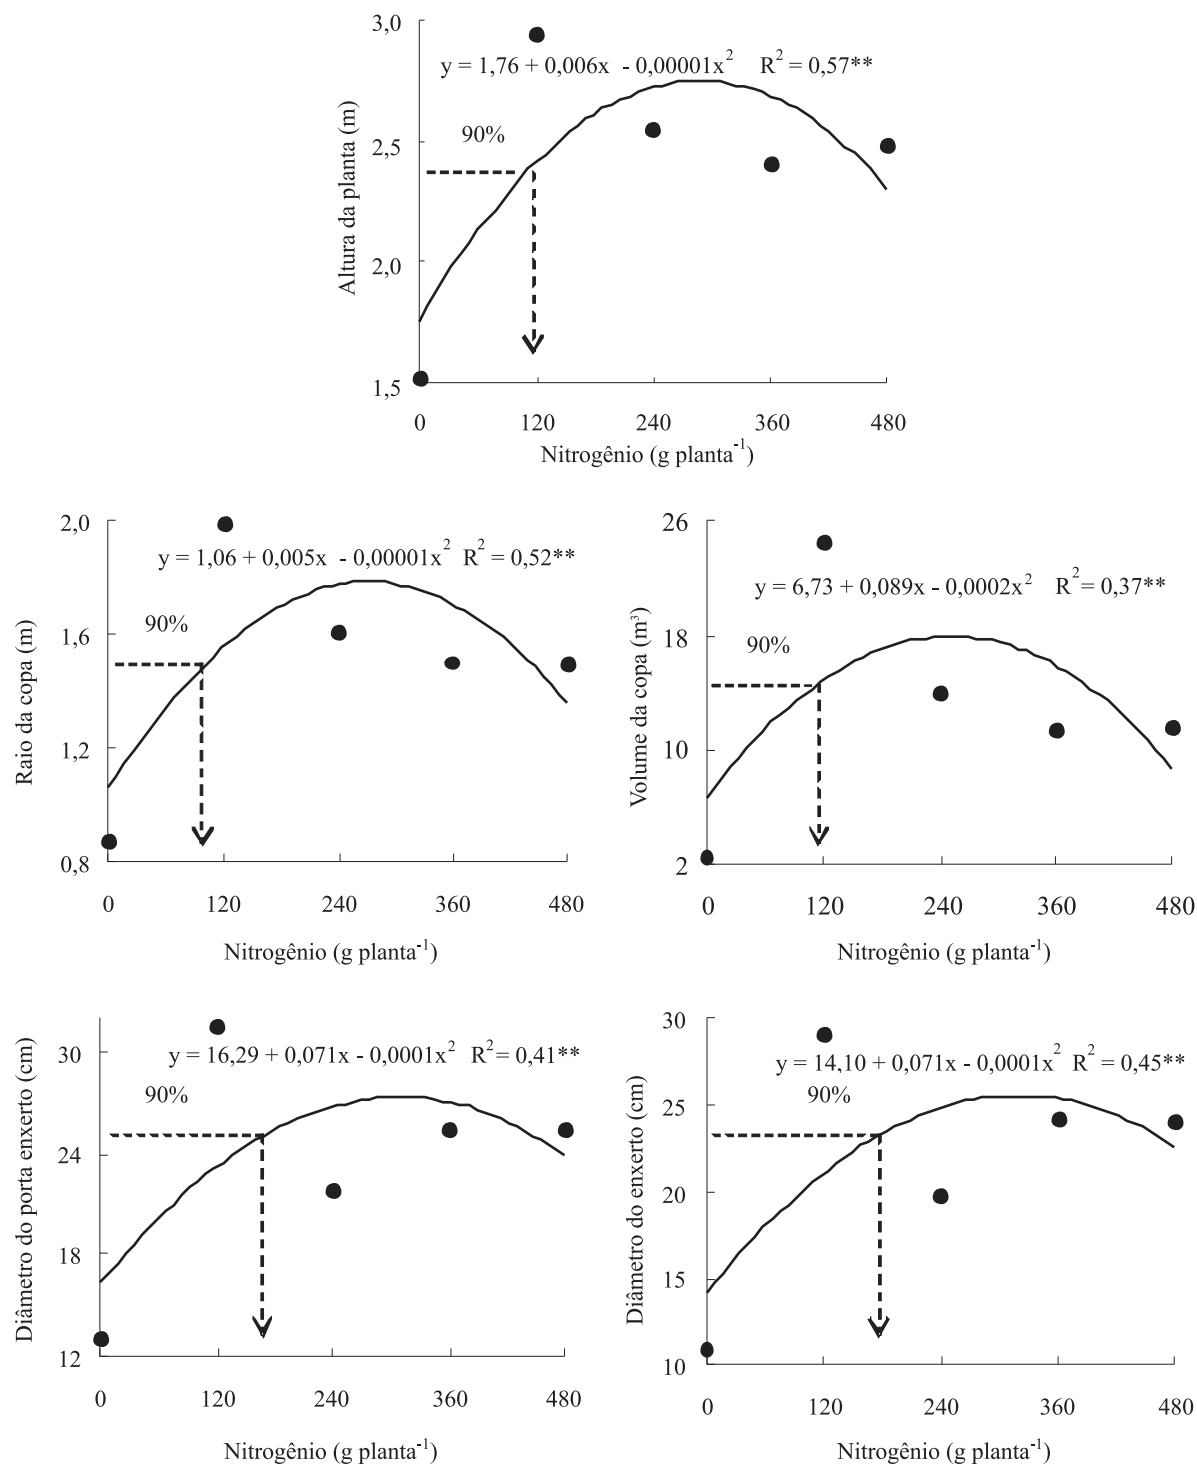 3,0
y = 1,76 + 0,006x - 0,00001x² R² = 0,57**
90%
2,5
2,0
1,5
Altura da planta (m)
0 120 240 360 480
Nitrogênio (g planta⁻¹)
2,0
y = 1,06 + 0,005x - 0,00001x² R² = 0,52**
90%
1,6
1,2
0,8
Raio da copa (m)
0 120 240 360 480
Nitrogênio (g planta⁻¹)
26
y = 6,73 + 0,089x - 0,0002x² R² = 0,37**
18
90%
10
2
Volume da copa (m³)
0 120 240 360 480
Nitrogênio (g planta⁻¹)
30
y = 16,29 + 0,071x - 0,0001x² R² = 0,41**
90%
24
18
12
Diâmetro do porta enxerto (cm)
0 120 240 360 480
Nitrogênio (g planta⁻¹)
30
y = 14,10 + 0,071x - 0,0001x² R² = 0,45**
90%
25
20
15
10
Diâmetro do enxerto (cm)
0 120 240 360 480
Nitrogênio (g planta⁻¹)